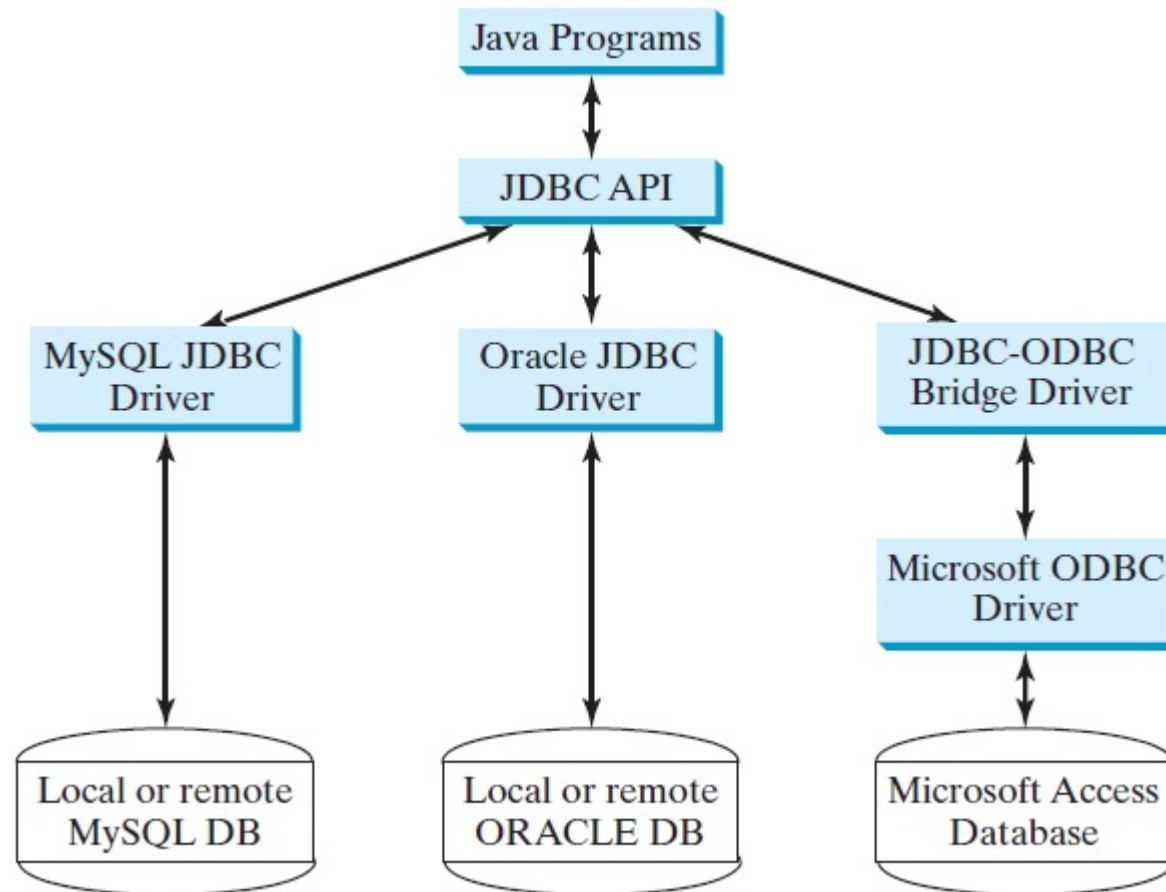 Java Programs
JDBC API
MySQL JDBC
Driver
Oracle JDBC
Driver
JDBC-ODBC
Bridge Driver
Microsoft ODBC
Driver
Local or remote
MySQL DB
Local or remote
ORACLE DB
Microsoft Access
Database